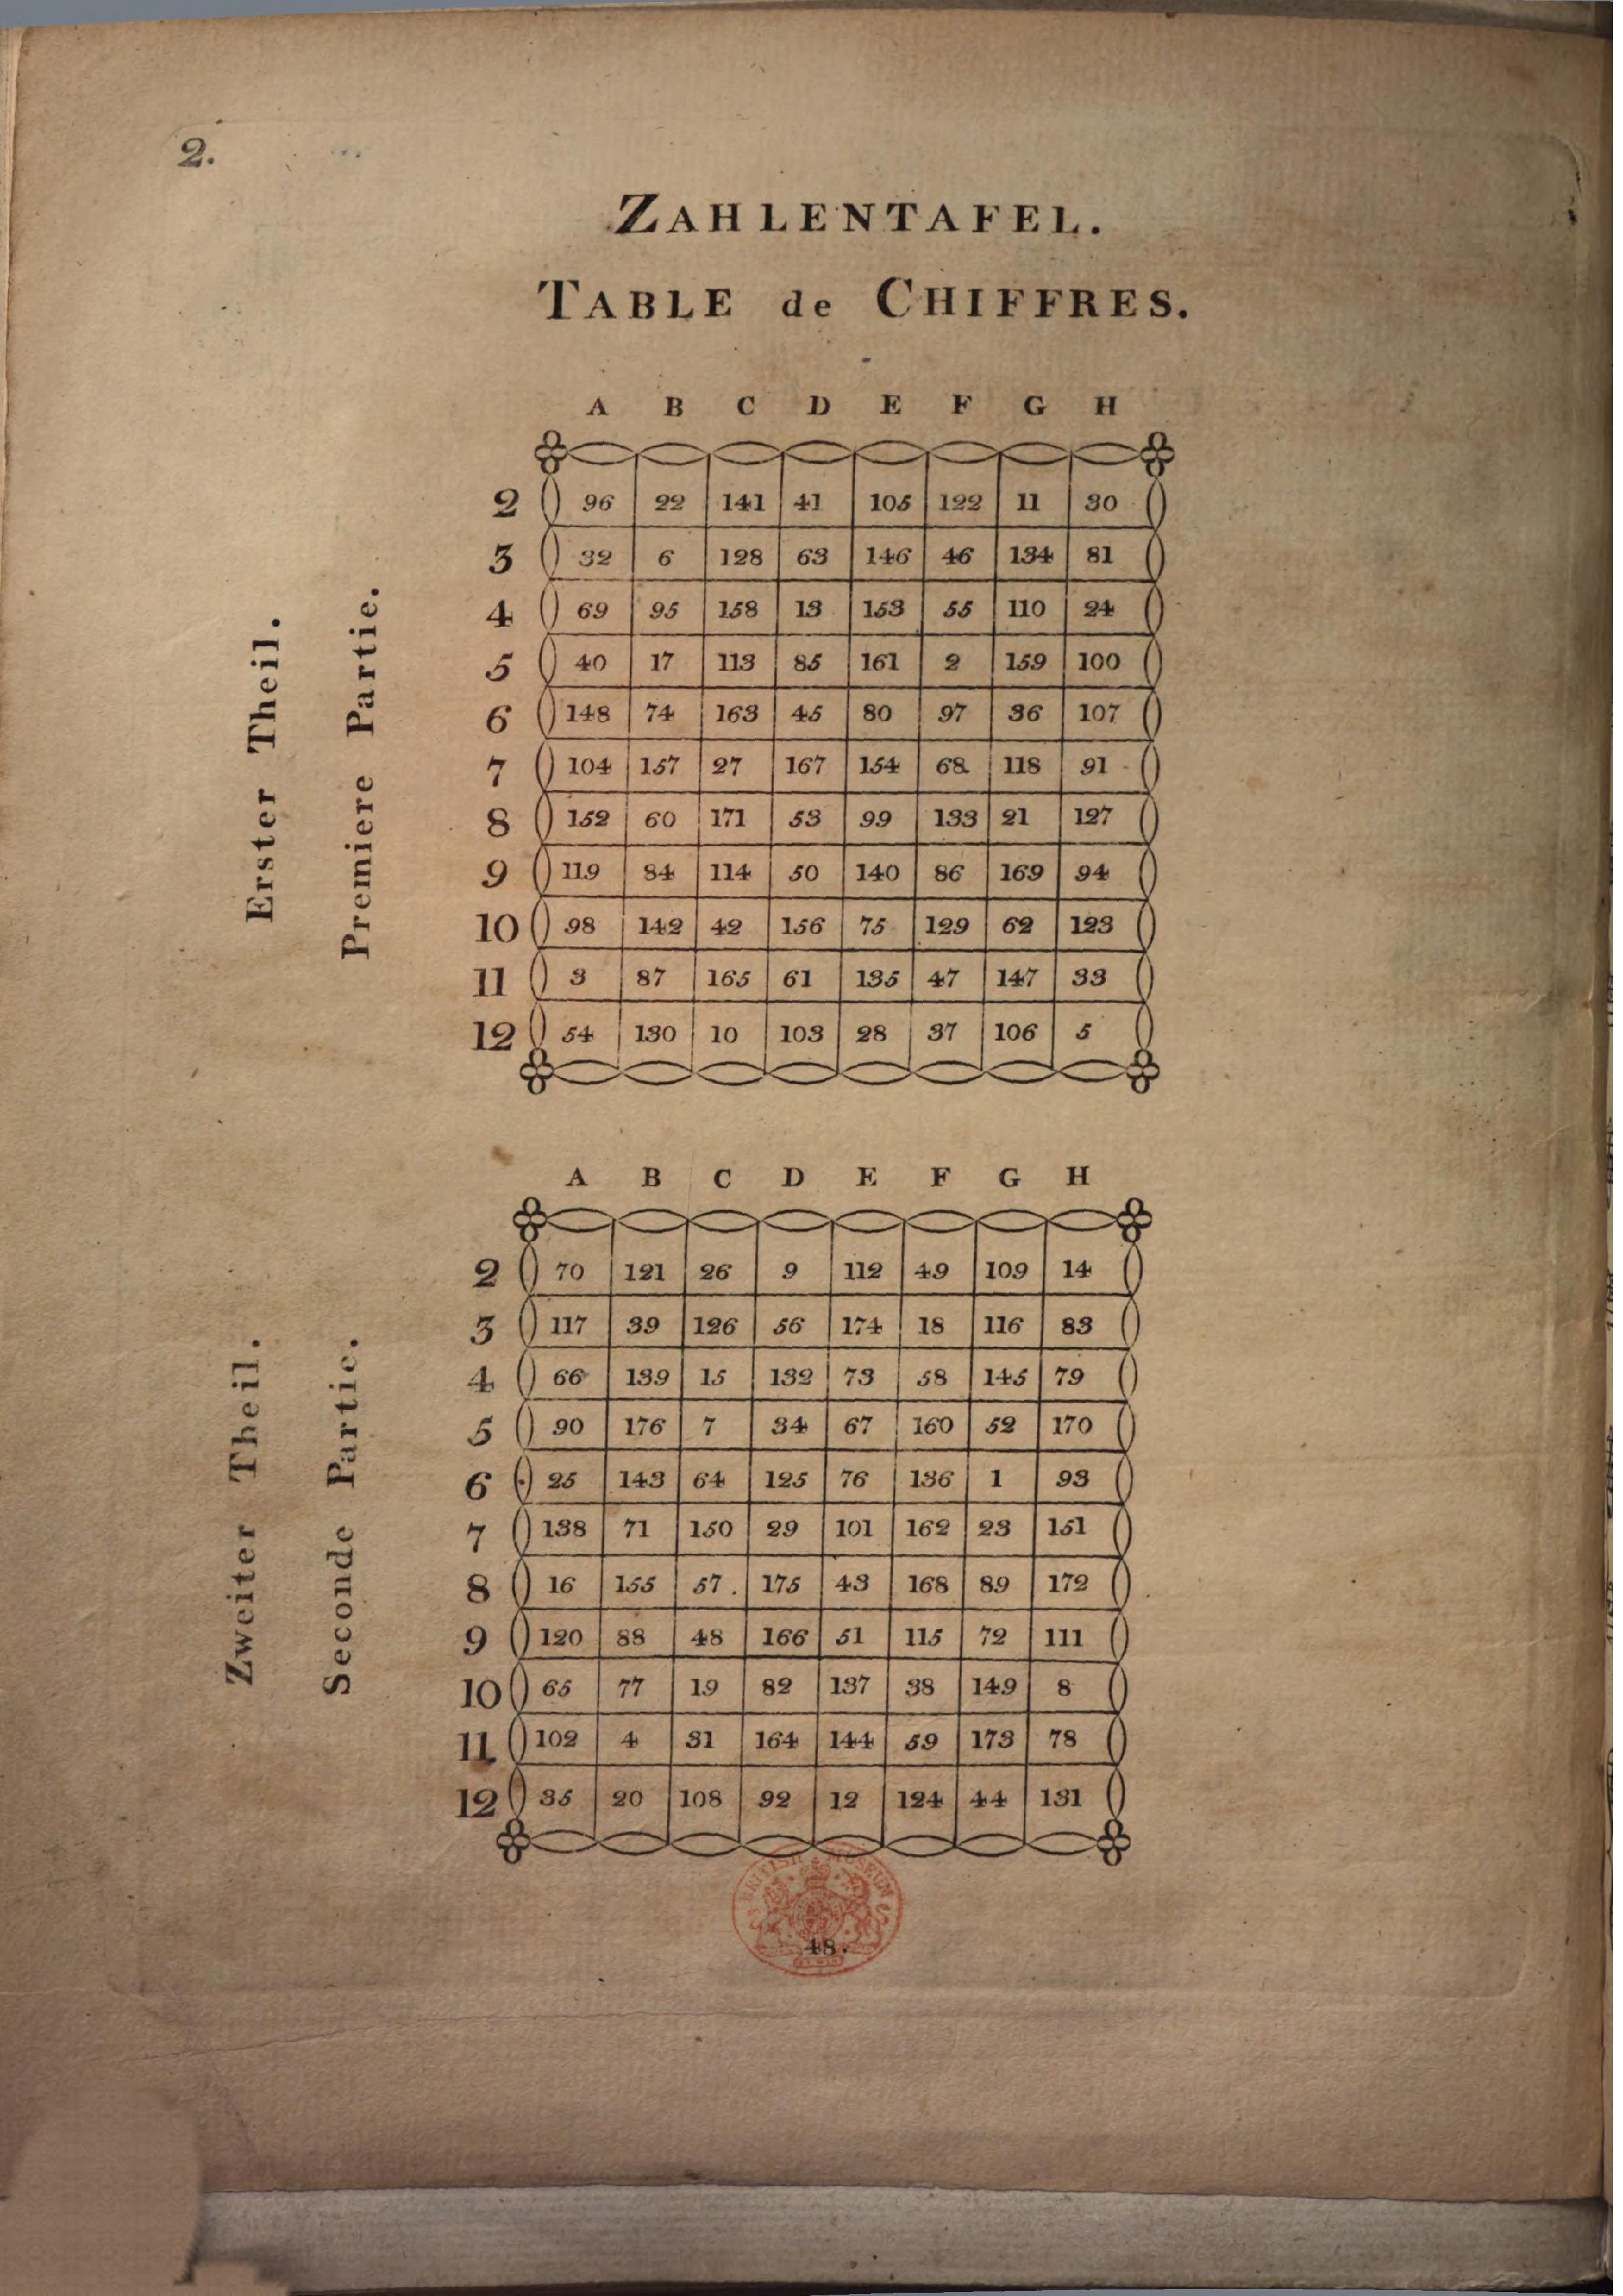 2.
ZAHLENTAFEL.
TABLE de CHIFFRES.
Erster Theil.
Premiere Partie.
A B C D E F G H
2 96 22 141 41 105 122 11 30
3 32 6 128 63 146 46 134 81
4 69 95 158 13 153 55 110 24
5 40 17 113 85 161 2 159 100
6 148 74 163 45 80 97 36 107
7 104 157 27 167 154 68 118 91
8 152 60 171 53 99 133 21 127
9 119 84 114 50 140 86 169 94
10 98 142 42 156 75 129 62 123
11 3 87 165 61 135 47 147 33
12 54 130 10 103 28 37 106 5
Zweiter Theil.
Seconde Partie.
A B C D E F G H
2 70 121 26 9 112 49 109 14
3 117 39 126 56 174 18 116 83
4 66 139 15 132 73 58 145 79
5 90 176 7 34 67 160 52 170
6 25 143 64 125 76 136 1 93
7 138 71 150 29 101 162 23 151
8 16 155 57. 175 43 168 89 172
9 120 88 48 166 51 115 72 111
10 65 77 19 82 137 38 149 8
11 102 4 31 164 144 59 173 78
12 35 20 108 92 12 124 44 131
BRITISH MUSEUM
48.